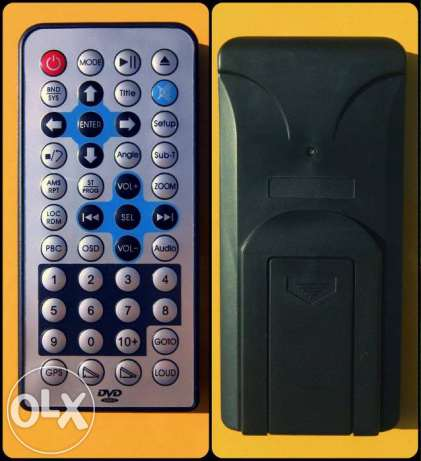 MODE
BND/SYS
Title
ENTER
Setup
Angle
Sub-T
AMS RPT
ST PROG
VOL+
ZOOM
LOC RDM
SEL
PBC
OSD
VOL-
Audio
1 2 3 4
5 6 7 8
9 0 10+ GOTO
GPS
LOUD
DVD
OLX